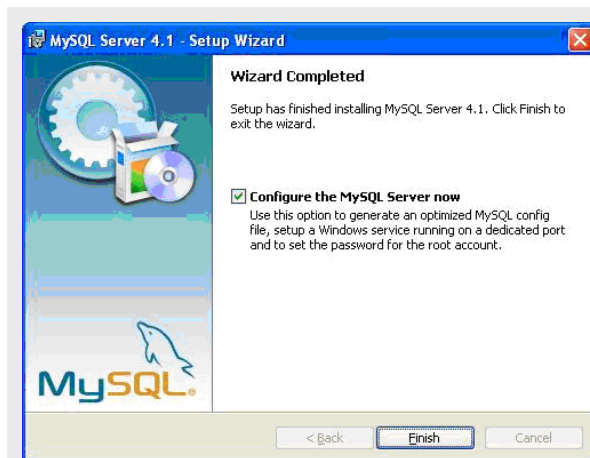 MySQL Server 4.1 - Setup Wizard
Wizard Completed
Setup has finished installing MySQL Server 4.1. Click Finish to
exit the wizard.
Configure the MySQL Server now
Use this option to generate an optimized MySQL config
file, setup a Windows service running on a dedicated port
and to set the password for the root account.
MySQL®
< Back Finish Cancel